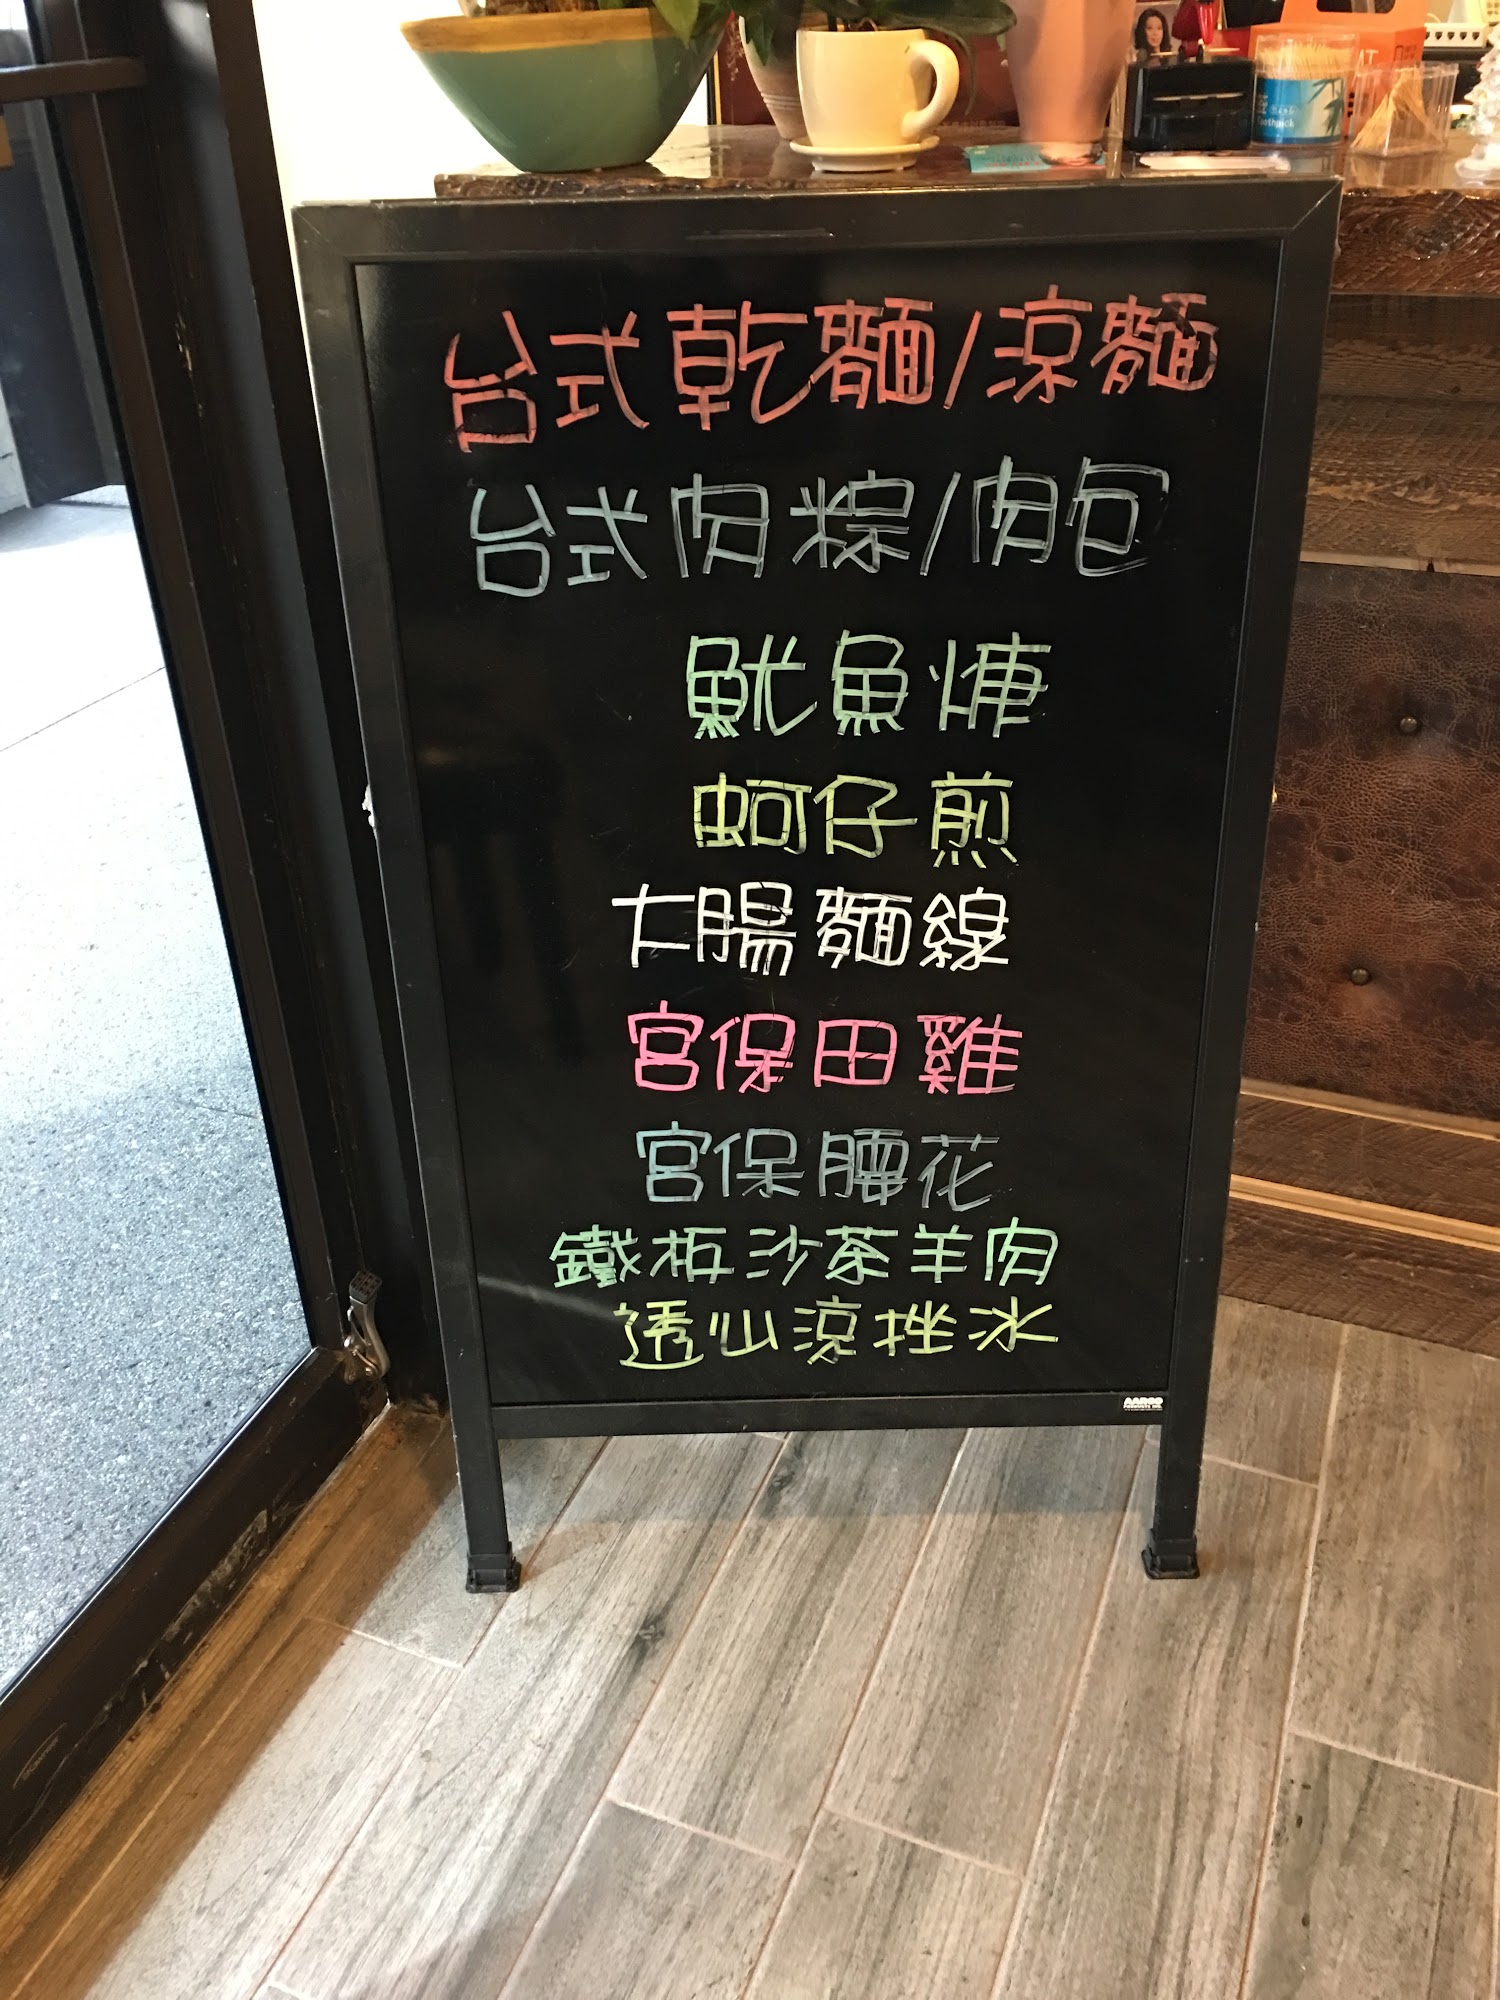 Toothpick
台式乾麵/涼麵
台式肉粽/肉包
魷魚焿
蚵仔煎
大腸麵線
宮保田雞
宮保腰花
鐵板沙茶羊肉
透心涼挫冰
AARCO